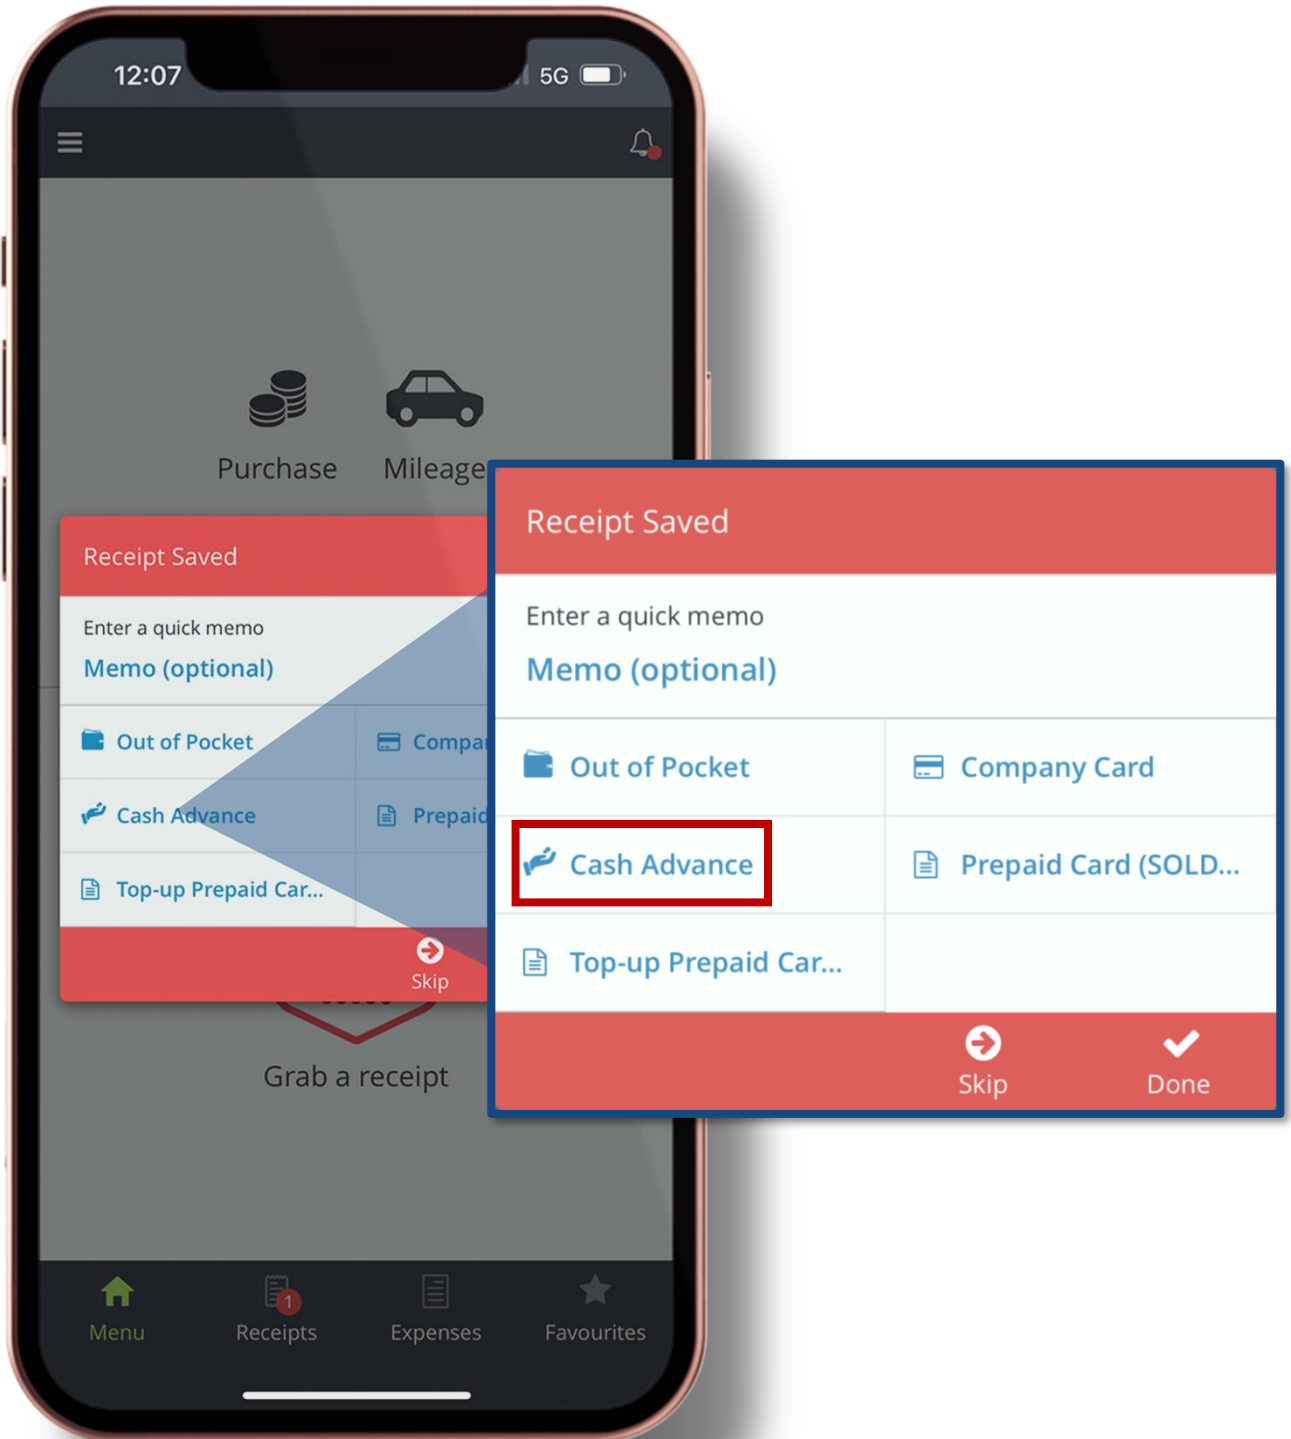 12:07
5G
Purchase
Mileage
Receipt Saved
Enter a quick memo
Memo (optional)
Out of Pocket
Cash Advance
Prepaid
Top-up Prepaid Car...
Skip
Grab a receipt
1
Menu
Receipts
Expenses
Favourites
Receipt Saved
Enter a quick memo
Memo (optional)
Out of Pocket
Company Card
Cash Advance
Prepaid Card (SOLD...
Top-up Prepaid Car...
Skip
Done